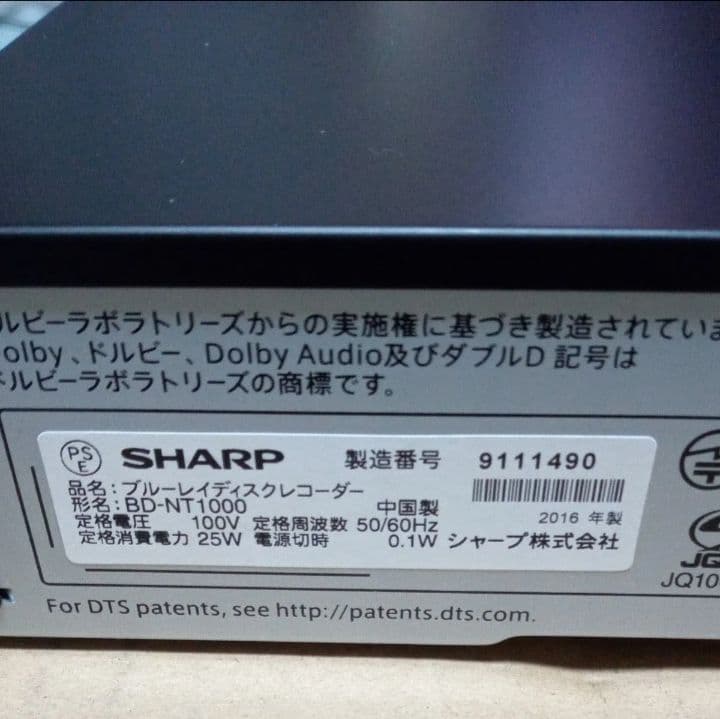 ルビーラボラトリーズからの実施権に基づき製造されていま
olby、ドルビー、Dolby Audio及びダブルD 記号は
ドルビーラボラトリーズの商標です。
PS
E
SHARP 製造番号 9111490
品名:ブルーレイディスクレコーダー
形名:BD-NT1000 中国製
定格電圧 100V 定格周波数 50/60Hz 2016 年製
定格消費電力 25W 電源切時 0.1W シャープ株式会社
JQ
JQ10
For DTS patents, see http://patents.dts.com.